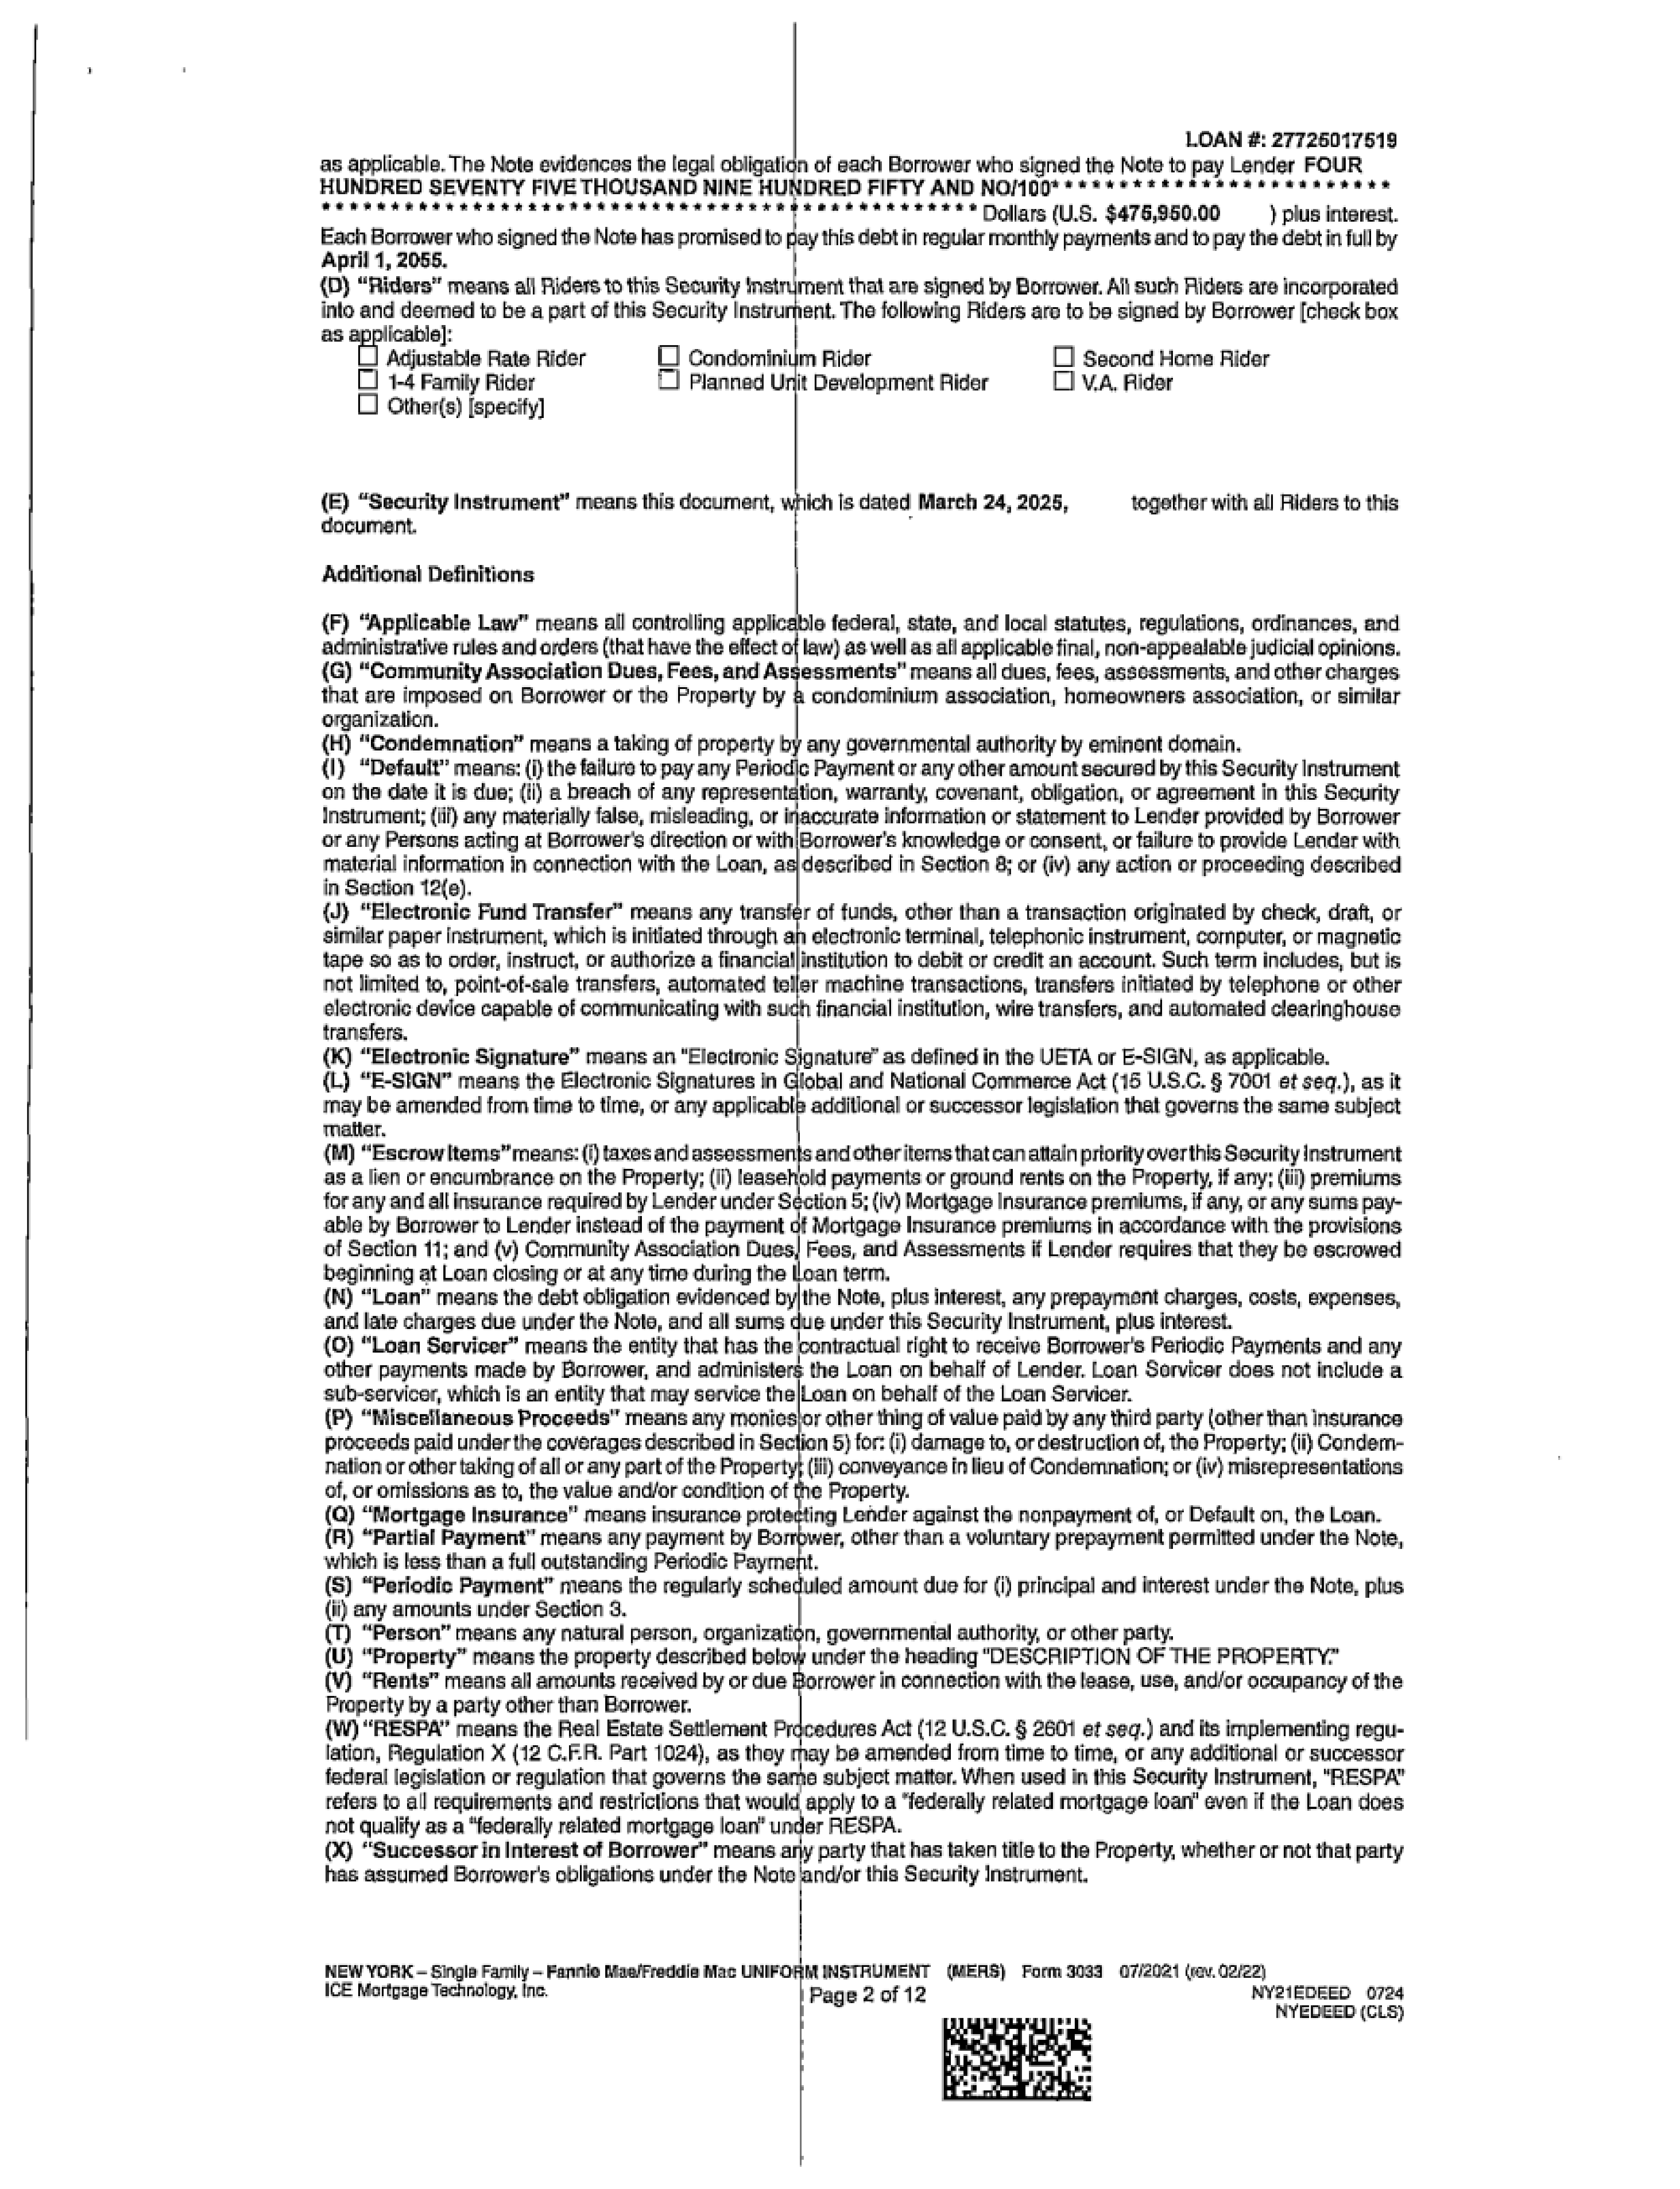 LOAN #: 27725017519
as applicable. The Note evidences the legal obligation of each Borrower who signed the Note to pay Lender FOUR
HUNDRED SEVENTY FIVE THOUSAND NINE HUNDRED FIFTY AND NO/100* * * * * * * * * * * * * * * * * * * * * * * * *
* * * * * * * * * * * * * * * * * * * * * * * * * * * * * * * * * * * * * * * * * * * * * * * * Dollars (U.S. $475,950.00 ) plus interest.
Each Borrower who signed the Note has promised to pay this debt in regular monthly payments and to pay the debt in full by
April 1, 2055.
(D) “Riders” means all Riders to this Security Instrument that are signed by Borrower. All such Riders are incorporated
into and deemed to be a part of this Security Instrument. The following Riders are to be signed by Borrower [check box
as applicable]:
☐ Adjustable Rate Rider ☐ Condominium Rider ☐ Second Home Rider
☐ 1-4 Family Rider ☐ Planned Unit Development Rider ☐ V.A. Rider
☐ Other(s) [specify]
(E) “Security Instrument” means this document, which is dated March 24, 2025, together with all Riders to this
document.
Additional Definitions
(F) “Applicable Law” means all controlling applicable federal, state, and local statutes, regulations, ordinances, and
administrative rules and orders (that have the effect of law) as well as all applicable final, non-appealable judicial opinions.
(G) “Community Association Dues, Fees, and Assessments” means all dues, fees, assessments, and other charges
that are imposed on Borrower or the Property by a condominium association, homeowners association, or similar
organization.
(H) “Condemnation” means a taking of property by any governmental authority by eminent domain.
(I) “Default” means: (i) the failure to pay any Periodic Payment or any other amount secured by this Security Instrument
on the date it is due; (ii) a breach of any representation, warranty, covenant, obligation, or agreement in this Security
Instrument; (iii) any materially false, misleading, or inaccurate information or statement to Lender provided by Borrower
or any Persons acting at Borrower's direction or with Borrower's knowledge or consent, or failure to provide Lender with
material information in connection with the Loan, as described in Section 8; or (iv) any action or proceeding described
in Section 12(e).
(J) “Electronic Fund Transfer” means any transfer of funds, other than a transaction originated by check, draft, or
similar paper instrument, which is initiated through an electronic terminal, telephonic instrument, computer, or magnetic
tape so as to order, instruct, or authorize a financial institution to debit or credit an account. Such term includes, but is
not limited to, point-of-sale transfers, automated teller machine transactions, transfers initiated by telephone or other
electronic device capable of communicating with such financial institution, wire transfers, and automated clearinghouse
transfers.
(K) “Electronic Signature” means an "Electronic Signature" as defined in the UETA or E-SIGN, as applicable.
(L) “E-SIGN” means the Electronic Signatures in Global and National Commerce Act (15 U.S.C. § 7001 et seq.), as it
may be amended from time to time, or any applicable additional or successor legislation that governs the same subject
matter.
(M) “Escrow Items” means: (i) taxes and assessments and other items that can attain priority over this Security Instrument
as a lien or encumbrance on the Property; (ii) leasehold payments or ground rents on the Property, if any; (iii) premiums
for any and all insurance required by Lender under Section 5; (iv) Mortgage Insurance premiums, if any, or any sums pay-
able by Borrower to Lender instead of the payment of Mortgage Insurance premiums in accordance with the provisions
of Section 11; and (v) Community Association Dues, Fees, and Assessments if Lender requires that they be escrowed
beginning at Loan closing or at any time during the Loan term.
(N) “Loan” means the debt obligation evidenced by the Note, plus interest, any prepayment charges, costs, expenses,
and late charges due under the Note, and all sums due under this Security Instrument, plus interest.
(O) “Loan Servicer” means the entity that has the contractual right to receive Borrower's Periodic Payments and any
other payments made by Borrower, and administers the Loan on behalf of Lender. Loan Servicer does not include a
sub-servicer, which is an entity that may service the Loan on behalf of the Loan Servicer.
(P) “Miscellaneous Proceeds” means any monies or other thing of value paid by any third party (other than insurance
proceeds paid under the coverages described in Section 5) for: (i) damage to, or destruction of, the Property; (ii) Condem-
nation or other taking of all or any part of the Property; (iii) conveyance in lieu of Condemnation; or (iv) misrepresentations
of, or omissions as to, the value and/or condition of the Property.
(Q) “Mortgage Insurance” means insurance protecting Lender against the nonpayment of, or Default on, the Loan.
(R) “Partial Payment” means any payment by Borrower, other than a voluntary prepayment permitted under the Note,
which is less than a full outstanding Periodic Payment.
(S) “Periodic Payment” means the regularly scheduled amount due for (i) principal and interest under the Note, plus
(ii) any amounts under Section 3.
(T) “Person” means any natural person, organization, governmental authority, or other party.
(U) “Property” means the property described below under the heading "DESCRIPTION OF THE PROPERTY."
(V) “Rents” means all amounts received by or due Borrower in connection with the lease, use, and/or occupancy of the
Property by a party other than Borrower.
(W) “RESPA” means the Real Estate Settlement Procedures Act (12 U.S.C. § 2601 et seq.) and its implementing regu-
lation, Regulation X (12 C.F.R. Part 1024), as they may be amended from time to time, or any additional or successor
federal legislation or regulation that governs the same subject matter. When used in this Security Instrument, "RESPA"
refers to all requirements and restrictions that would apply to a "federally related mortgage loan" even if the Loan does
not qualify as a "federally related mortgage loan" under RESPA.
(X) “Successor in Interest of Borrower” means any party that has taken title to the Property, whether or not that party
has assumed Borrower's obligations under the Note and/or this Security Instrument.
NEW YORK – Single Family – Fannie Mae/Freddie Mac UNIFORM INSTRUMENT (MERS) Form 3033 07/2021 (rev. 02/22)
ICE Mortgage Technology, Inc. Page 2 of 12 NY21EDEED 0724
NYEDEED (CLS)